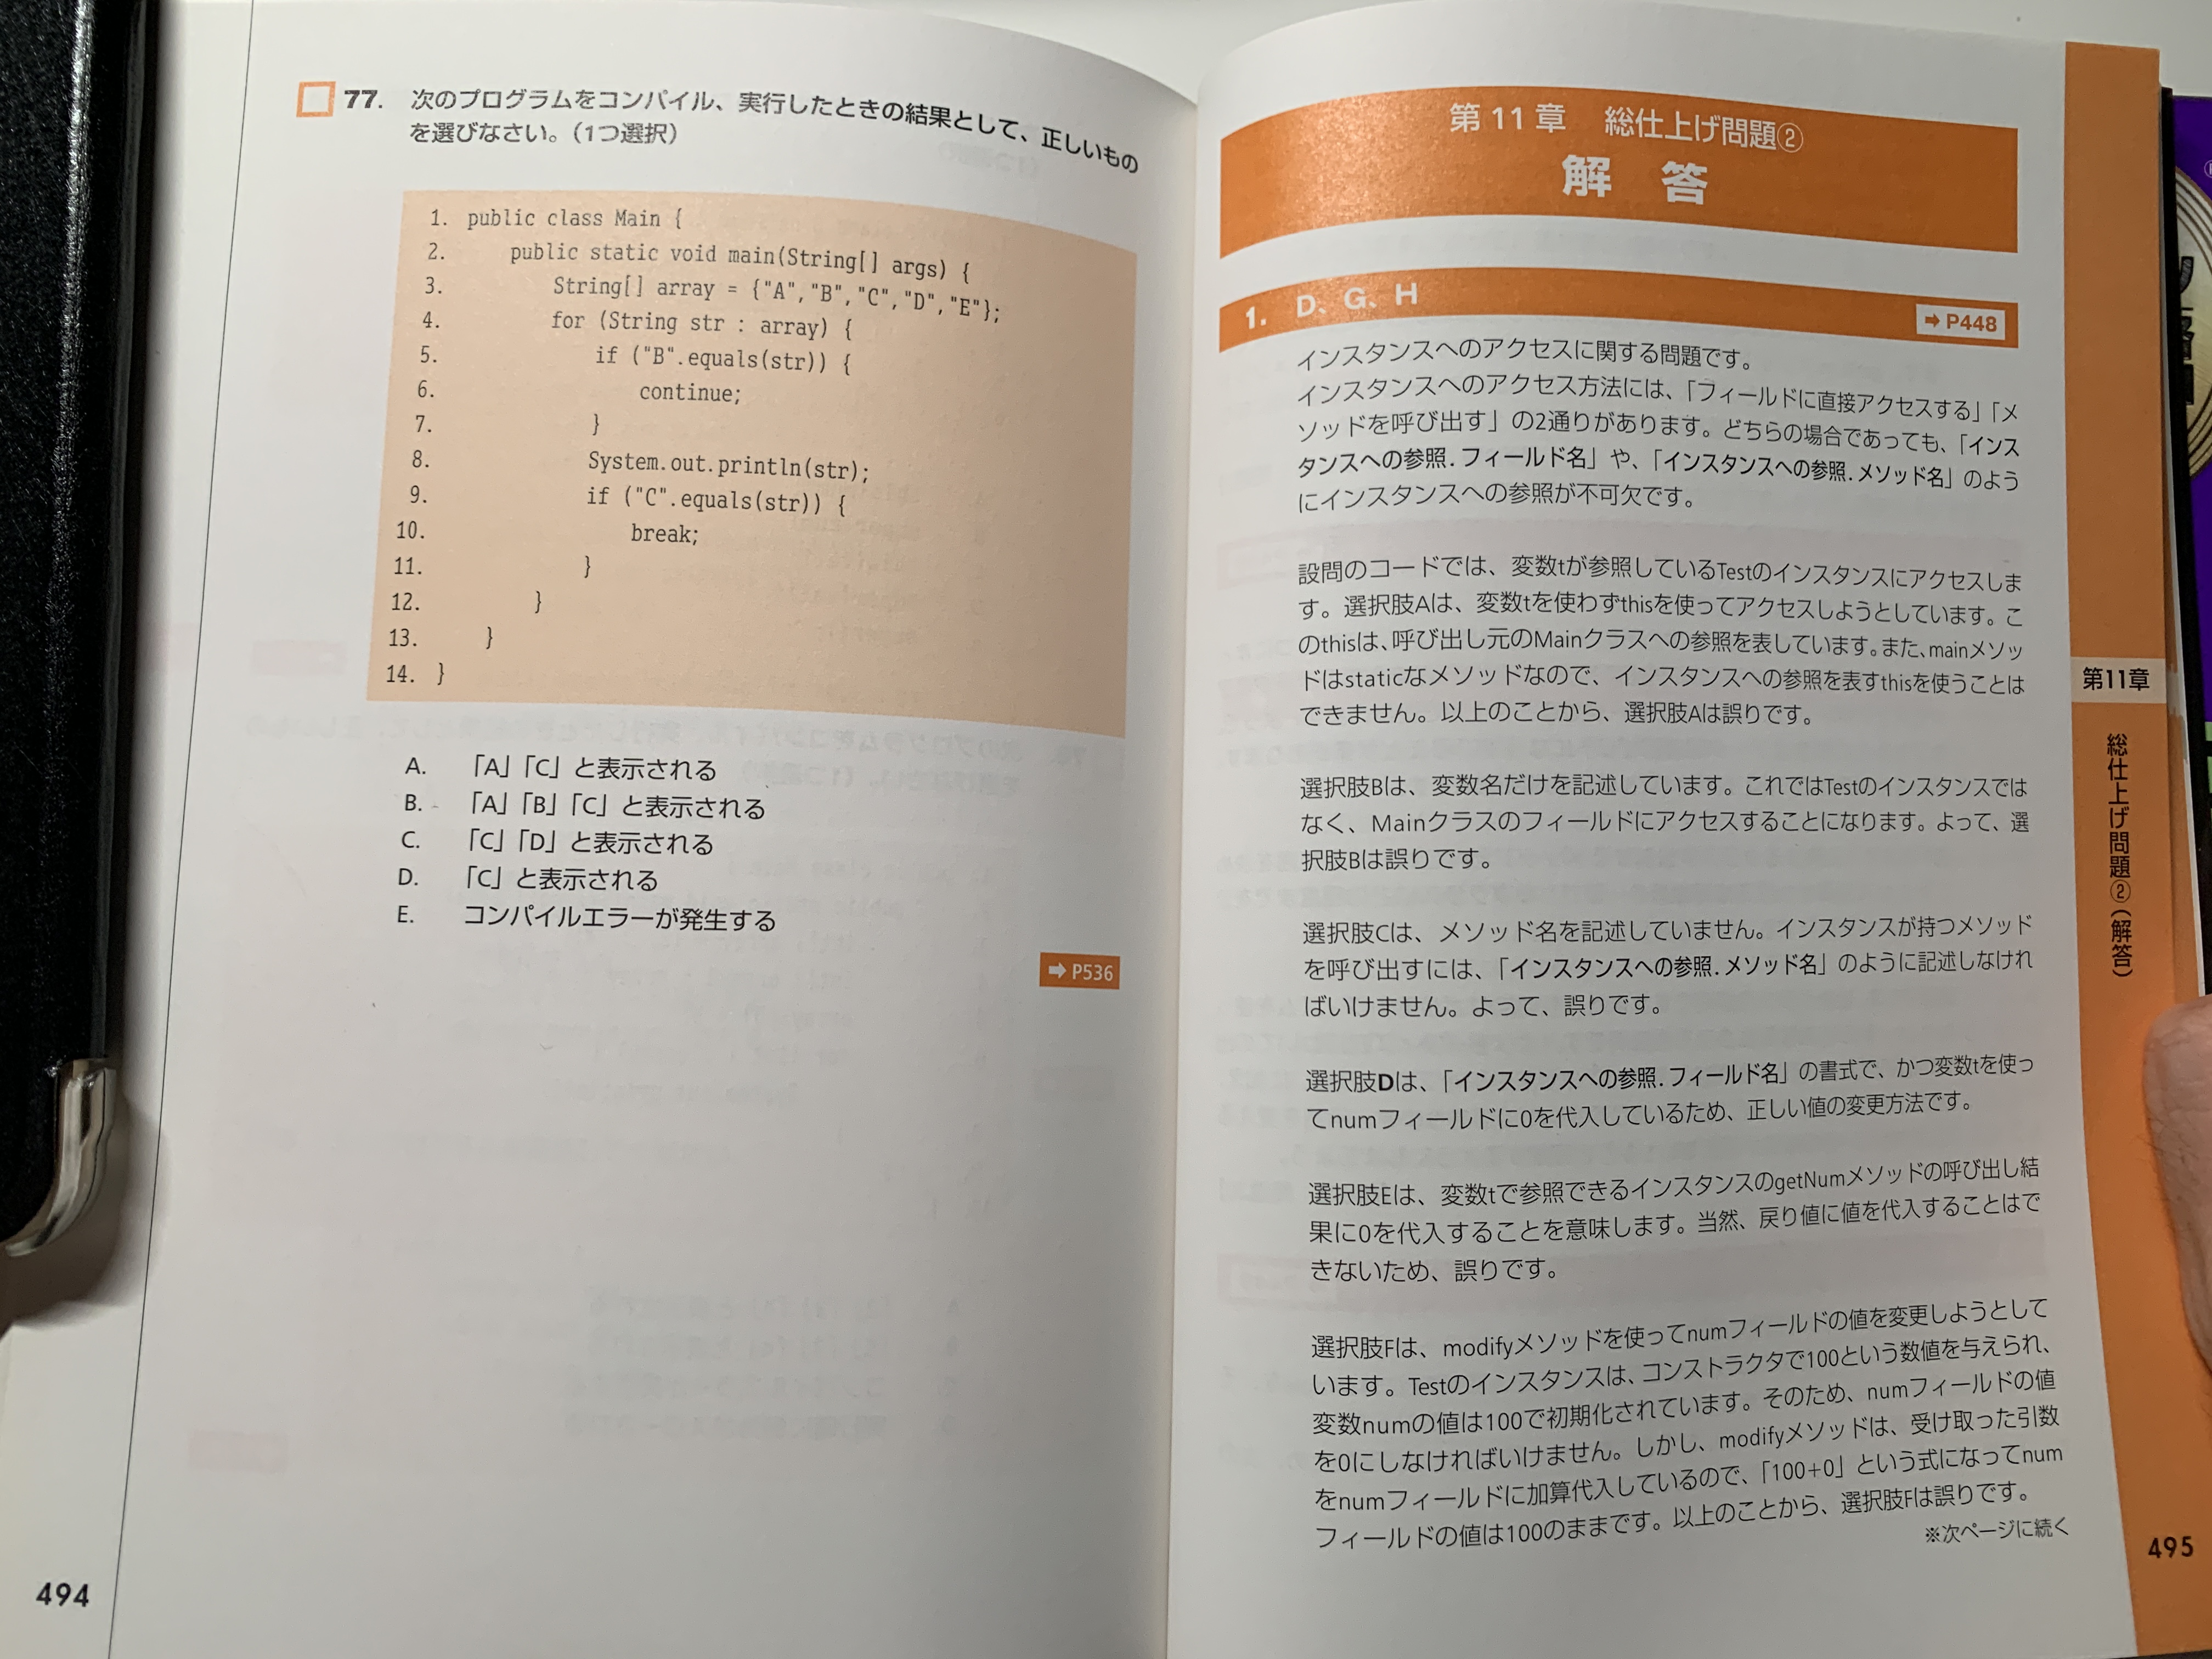 77. 次のプログラムをコンパイル、実行したときの結果として、正しいもの
を選びなさい。(1つ選択)
1. public class Main {
2. public static void main(String[] args) {
3. String[] array = {"A","B","C","D","E"};
4. for (String str : array) {
5. if ("B".equals(str)) {
6. continue;
7. }
8. System.out.println(str);
9. if ("C".equals(str)) {
10. break;
11. }
12. }
13. }
14. }
A. 「A」「C」と表示される
B. 「A」「B」「C」と表示される
C. 「C」「D」と表示される
D. 「C」と表示される
E. コンパイルエラーが発生する
➡ P536
494
第11章 総仕上げ問題②
解 答
1. D、G、H
➡ P448
インスタンスへのアクセスに関する問題です。
インスタンスへのアクセス方法には、「フィールドに直接アクセスする」「メ
ソッドを呼び出す」の2通りがあります。どちらの場合であっても、「インス
タンスへの参照.フィールド名」や、「インスタンスへの参照.メソッド名」のよう
にインスタンスへの参照が不可欠です。
設問のコードでは、変数tが参照しているTestのインスタンスにアクセスしま
す。選択肢Aは、変数tを使わずthisを使ってアクセスしようとしています。こ
のthisは、呼び出し元のMainクラスへの参照を表しています。また、mainメソッ
ドはstaticなメソッドなので、インスタンスへの参照を表すthisを使うことは
できません。以上のことから、選択肢Aは誤りです。
選択肢Bは、変数名だけを記述しています。これではTestのインスタンスでは
なく、Mainクラスのフィールドにアクセスすることになります。よって、選
択肢Bは誤りです。
選択肢Cは、メソッド名を記述していません。インスタンスが持つメソッド
を呼び出すには、「インスタンスへの参照.メソッド名」のように記述しなけれ
ばいけません。よって、誤りです。
選択肢Dは、「インスタンスへの参照.フィールド名」の書式で、かつ変数tを使っ
てnumフィールドに0を代入しているため、正しい値の変更方法です。
選択肢Eは、変数tで参照できるインスタンスのgetNumメソッドの呼び出し結
果に0を代入することを意味します。当然、戻り値に値を代入することはで
きないため、誤りです。
選択肢Fは、modifyメソッドを使ってnumフィールドの値を変更しようとして
います。Testのインスタンスは、コンストラクタで100という数値を与えられ、
変数numの値は100で初期化されています。そのため、numフィールドの値
を0にしなければいけません。しかし、modifyメソッドは、受け取った引数
をnumフィールドに加算代入しているので、「100+0」という式になってnum
フィールドの値は100のままです。以上のことから、選択肢Fは誤りです。
※次ページに続く
第11章
総仕上げ問題②(解答)
495